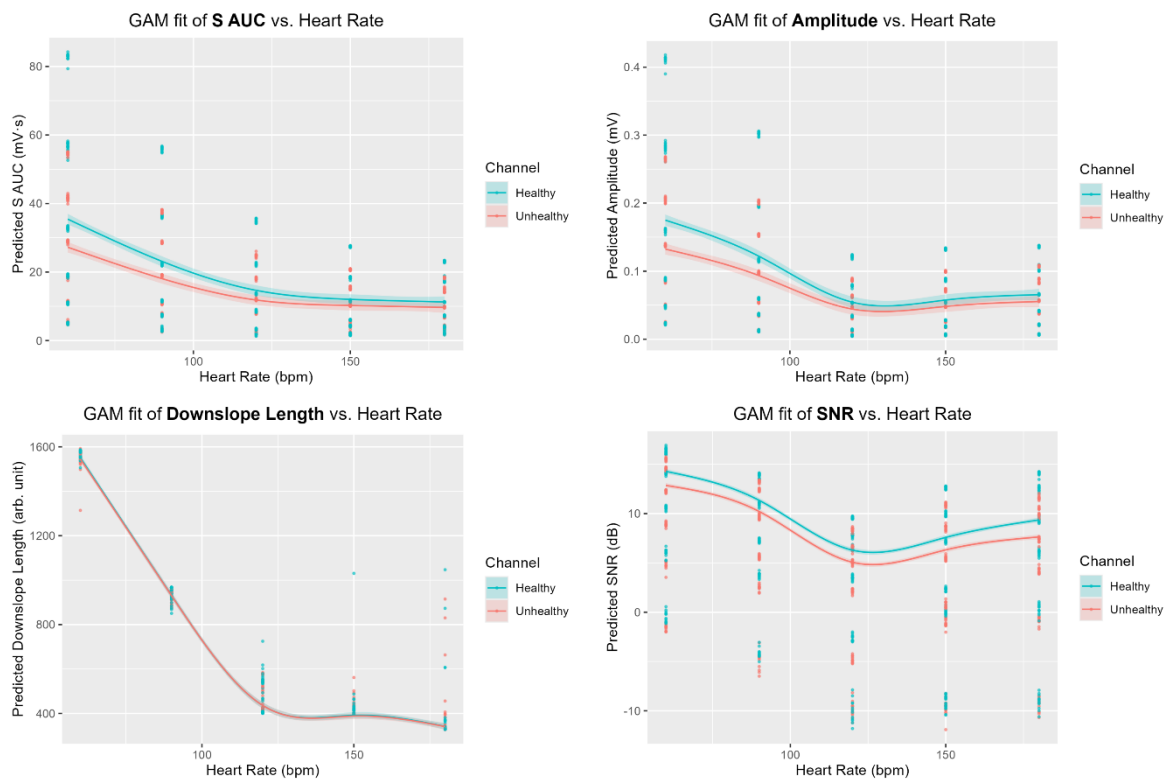 GAM fit of S AUC vs. Heart Rate
80
60
40
20
0
Predicted S AUC (mV·s)
100
150
Heart Rate (bpm)
Channel
Healthy
Unhealthy
GAM fit of Amplitude vs. Heart Rate
0.4
0.3
0.2
0.1
0.0
Predicted Amplitude (mV)
100
150
Heart Rate (bpm)
Channel
Healthy
Unhealthy
GAM fit of Downslope Length vs. Heart Rate
1600
1200
800
400
Predicted Downslope Length (arb. unit)
100
150
Heart Rate (bpm)
Channel
Healthy
Unhealthy
GAM fit of SNR vs. Heart Rate
10
0
-10
Predicted SNR (dB)
100
150
Heart Rate (bpm)
Channel
Healthy
Unhealthy